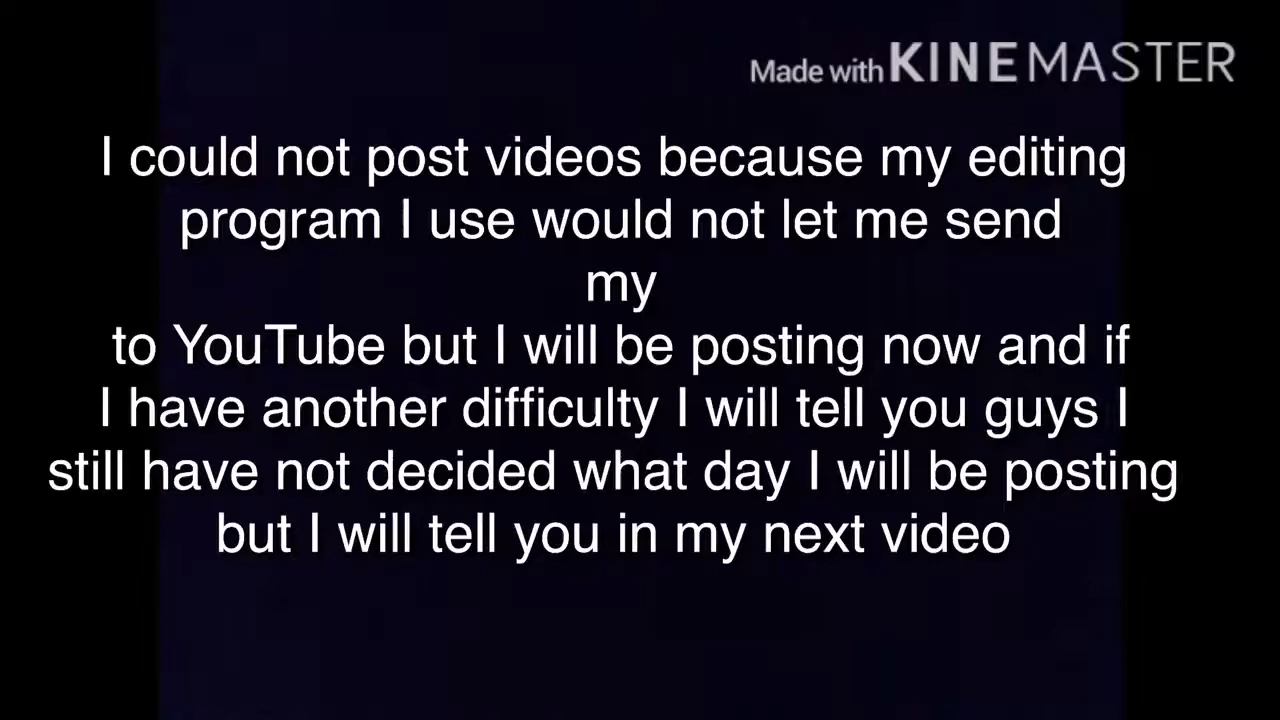 Made with KINEMASTER
I could not post videos because my editing
program I use would not let me send
my
to YouTube but I will be posting now and if
I have another difficulty I will tell you guys I
still have not decided what day I will be posting
but I will tell you in my next video